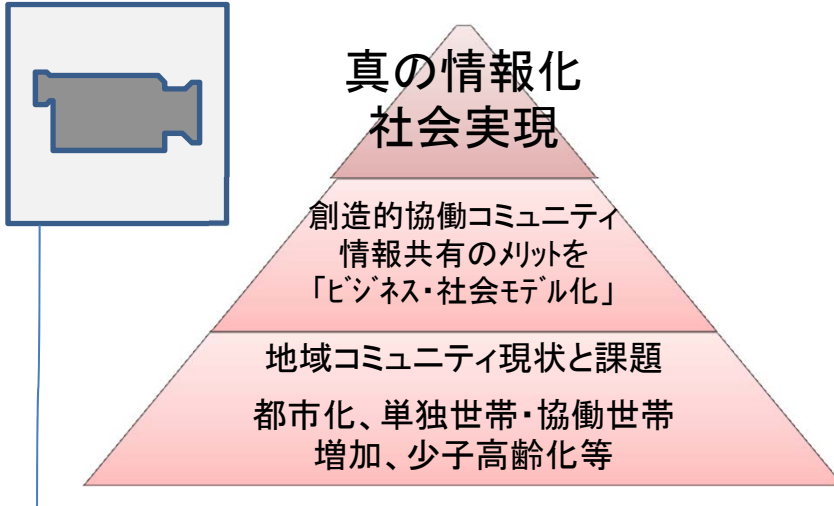 真の情報化
社会実現
創造的協働コミュニティ
情報共有のﾒﾘｯﾄを
「ﾋﾞｼﾞﾈｽ・社会ﾓﾃﾞﾙ化」
地域コミュニティ現状と課題
都市化、単独世帯・協働世帯
増加、少子高齢化等